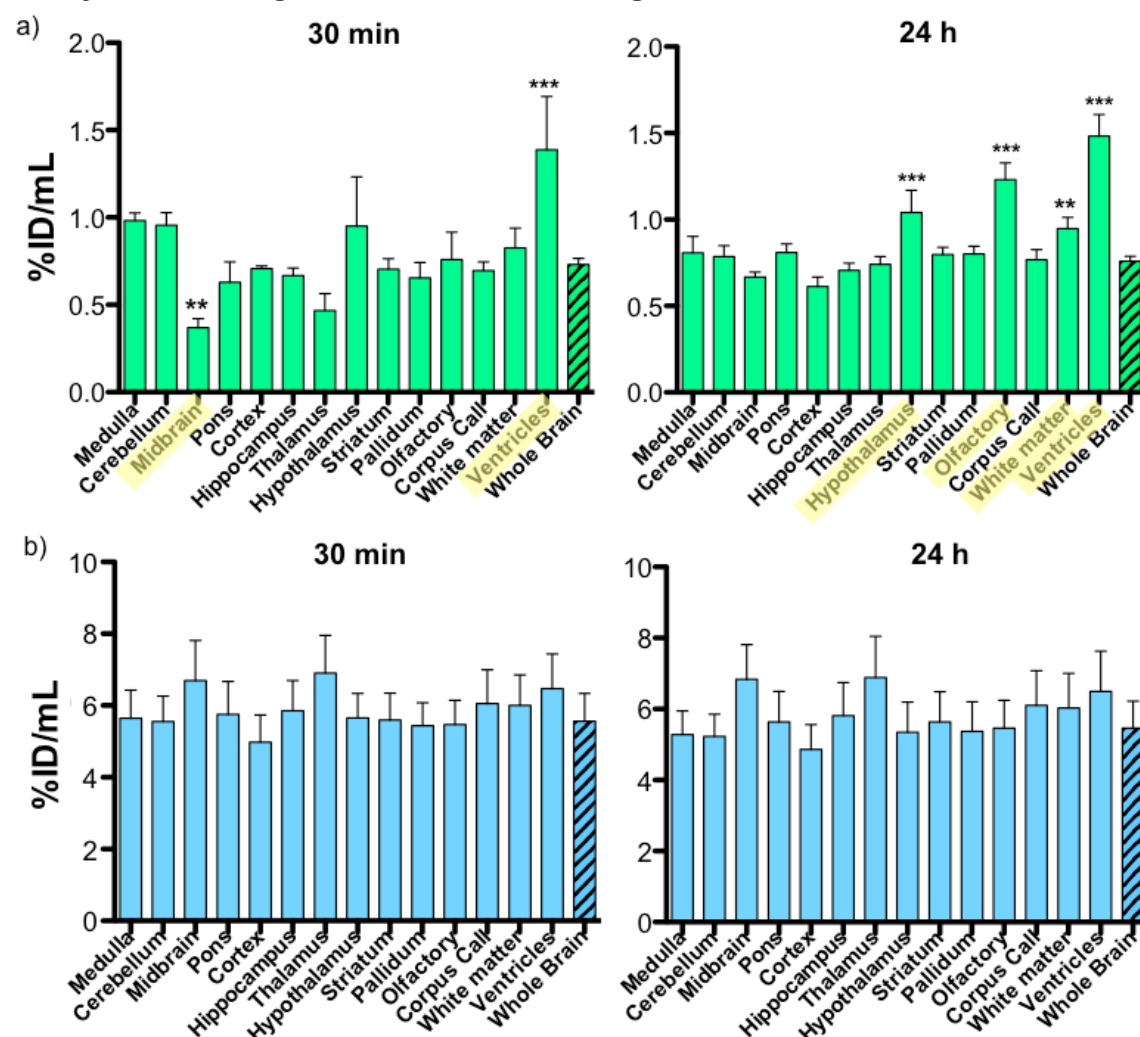 a)
30 min
24 h
%ID/mL
2.0
1.5
1.0
0.5
0.0
**
***
Medulla
Cerebellum
Midbrain
Pons
Cortex
Hippocampus
Thalamus
Hypothalamus
Striatum
Pallidum
Olfactory
Corpus Call
White matter
Ventricles
Whole Brain
2.0
1.5
1.0
0.5
0.0
***
***
**
***
Medulla
Cerebellum
Midbrain
Pons
Cortex
Hippocampus
Thalamus
Hypothalamus
Striatum
Pallidum
Olfactory
Corpus Call
White matter
Ventricles
Whole Brain
b)
30 min
24 h
%ID/mL
10
8
6
4
2
0
Medulla
Cerebellum
Midbrain
Pons
Cortex
Hippocampus
Thalamus
Hypothalamus
Striatum
Pallidum
Olfactory
Corpus Call
White matter
Ventricles
Whole Brain
10
8
6
4
2
0
Medulla
Cerebellum
Midbrain
Pons
Cortex
Hippocampus
Thalamus
Hypothalamus
Striatum
Pallidum
Olfactory
Corpus Call
White matter
Ventricles
Whole Brain